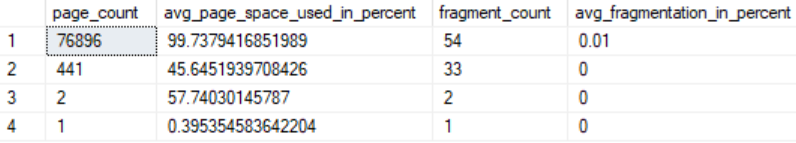 page_count avg_page_space_used_in_percent fragment_count avg_fragmentation_in_percent
1 76896 99.7379416851989 54 0.01
2 441 45.6451939708426 33 0
3 2 57.74030145787 2 0
4 1 0.395354583642204 1 0